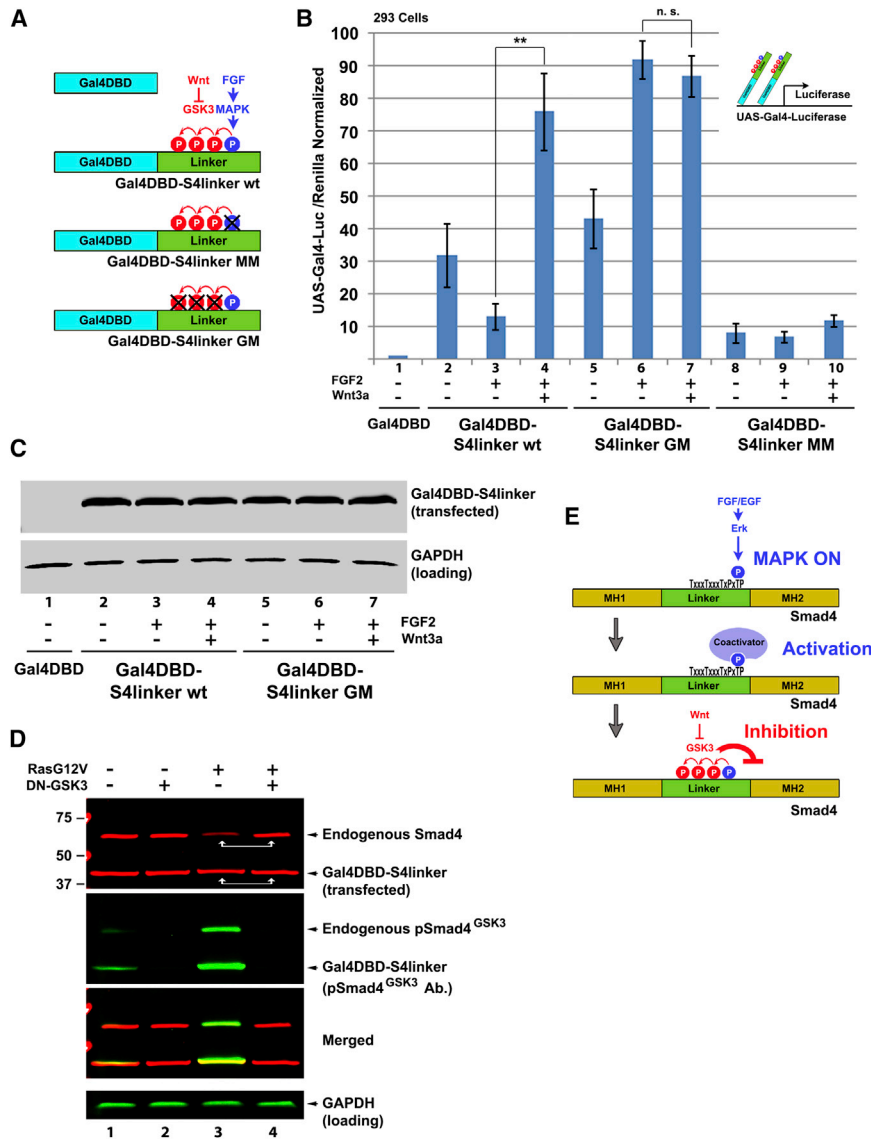 A
Gal4DBD
Wnt
FGF
GSK3
MAPK
P P P P
Gal4DBD
Linker
Gal4DBD-S4linker wt
P P P P
Gal4DBD
Linker
Gal4DBD-S4linker MM
P P P P
Gal4DBD
Linker
Gal4DBD-S4linker GM
B
293 Cells
UAS-Gal4-Luc /Renilla Normalized
100
90
80
70
60
50
40
30
20
10
**
n. s.
Luciferase
UAS-Gal4-Luciferase
1 2 3 4 5 6 7 8 9 10
FGF2 - - + + - + + - + +
Wnt3a - - - + - - + - - +
Gal4DBD
Gal4DBD-
S4linker wt
Gal4DBD-
S4linker GM
Gal4DBD-
S4linker MM
C
Gal4DBD-S4linker
(transfected)
GAPDH
(loading)
1 2 3 4 5 6 7
- - + + - + + FGF2
- - - + - - + Wnt3a
Gal4DBD
Gal4DBD-
S4linker wt
Gal4DBD-
S4linker GM
D
RasG12V - - + +
DN-GSK3 - + - +
75
50
37
Endogenous Smad4
Gal4DBD-S4linker
(transfected)
Endogenous pSmad4GSK3
Gal4DBD-S4linker
(pSmad4GSK3 Ab.)
Merged
GAPDH
(loading)
1 2 3 4
E
FGF/EGF
Erk
P
MAPK ON
TxxxTxxxTxPxTP
MH1
Linker
MH2
Smad4
Coactivator
P
Activation
TxxxTxxxTxPxTP
MH1
Linker
MH2
Smad4
Wnt
GSK3
Inhibition
P P P P
MH1
Linker
MH2
Smad4